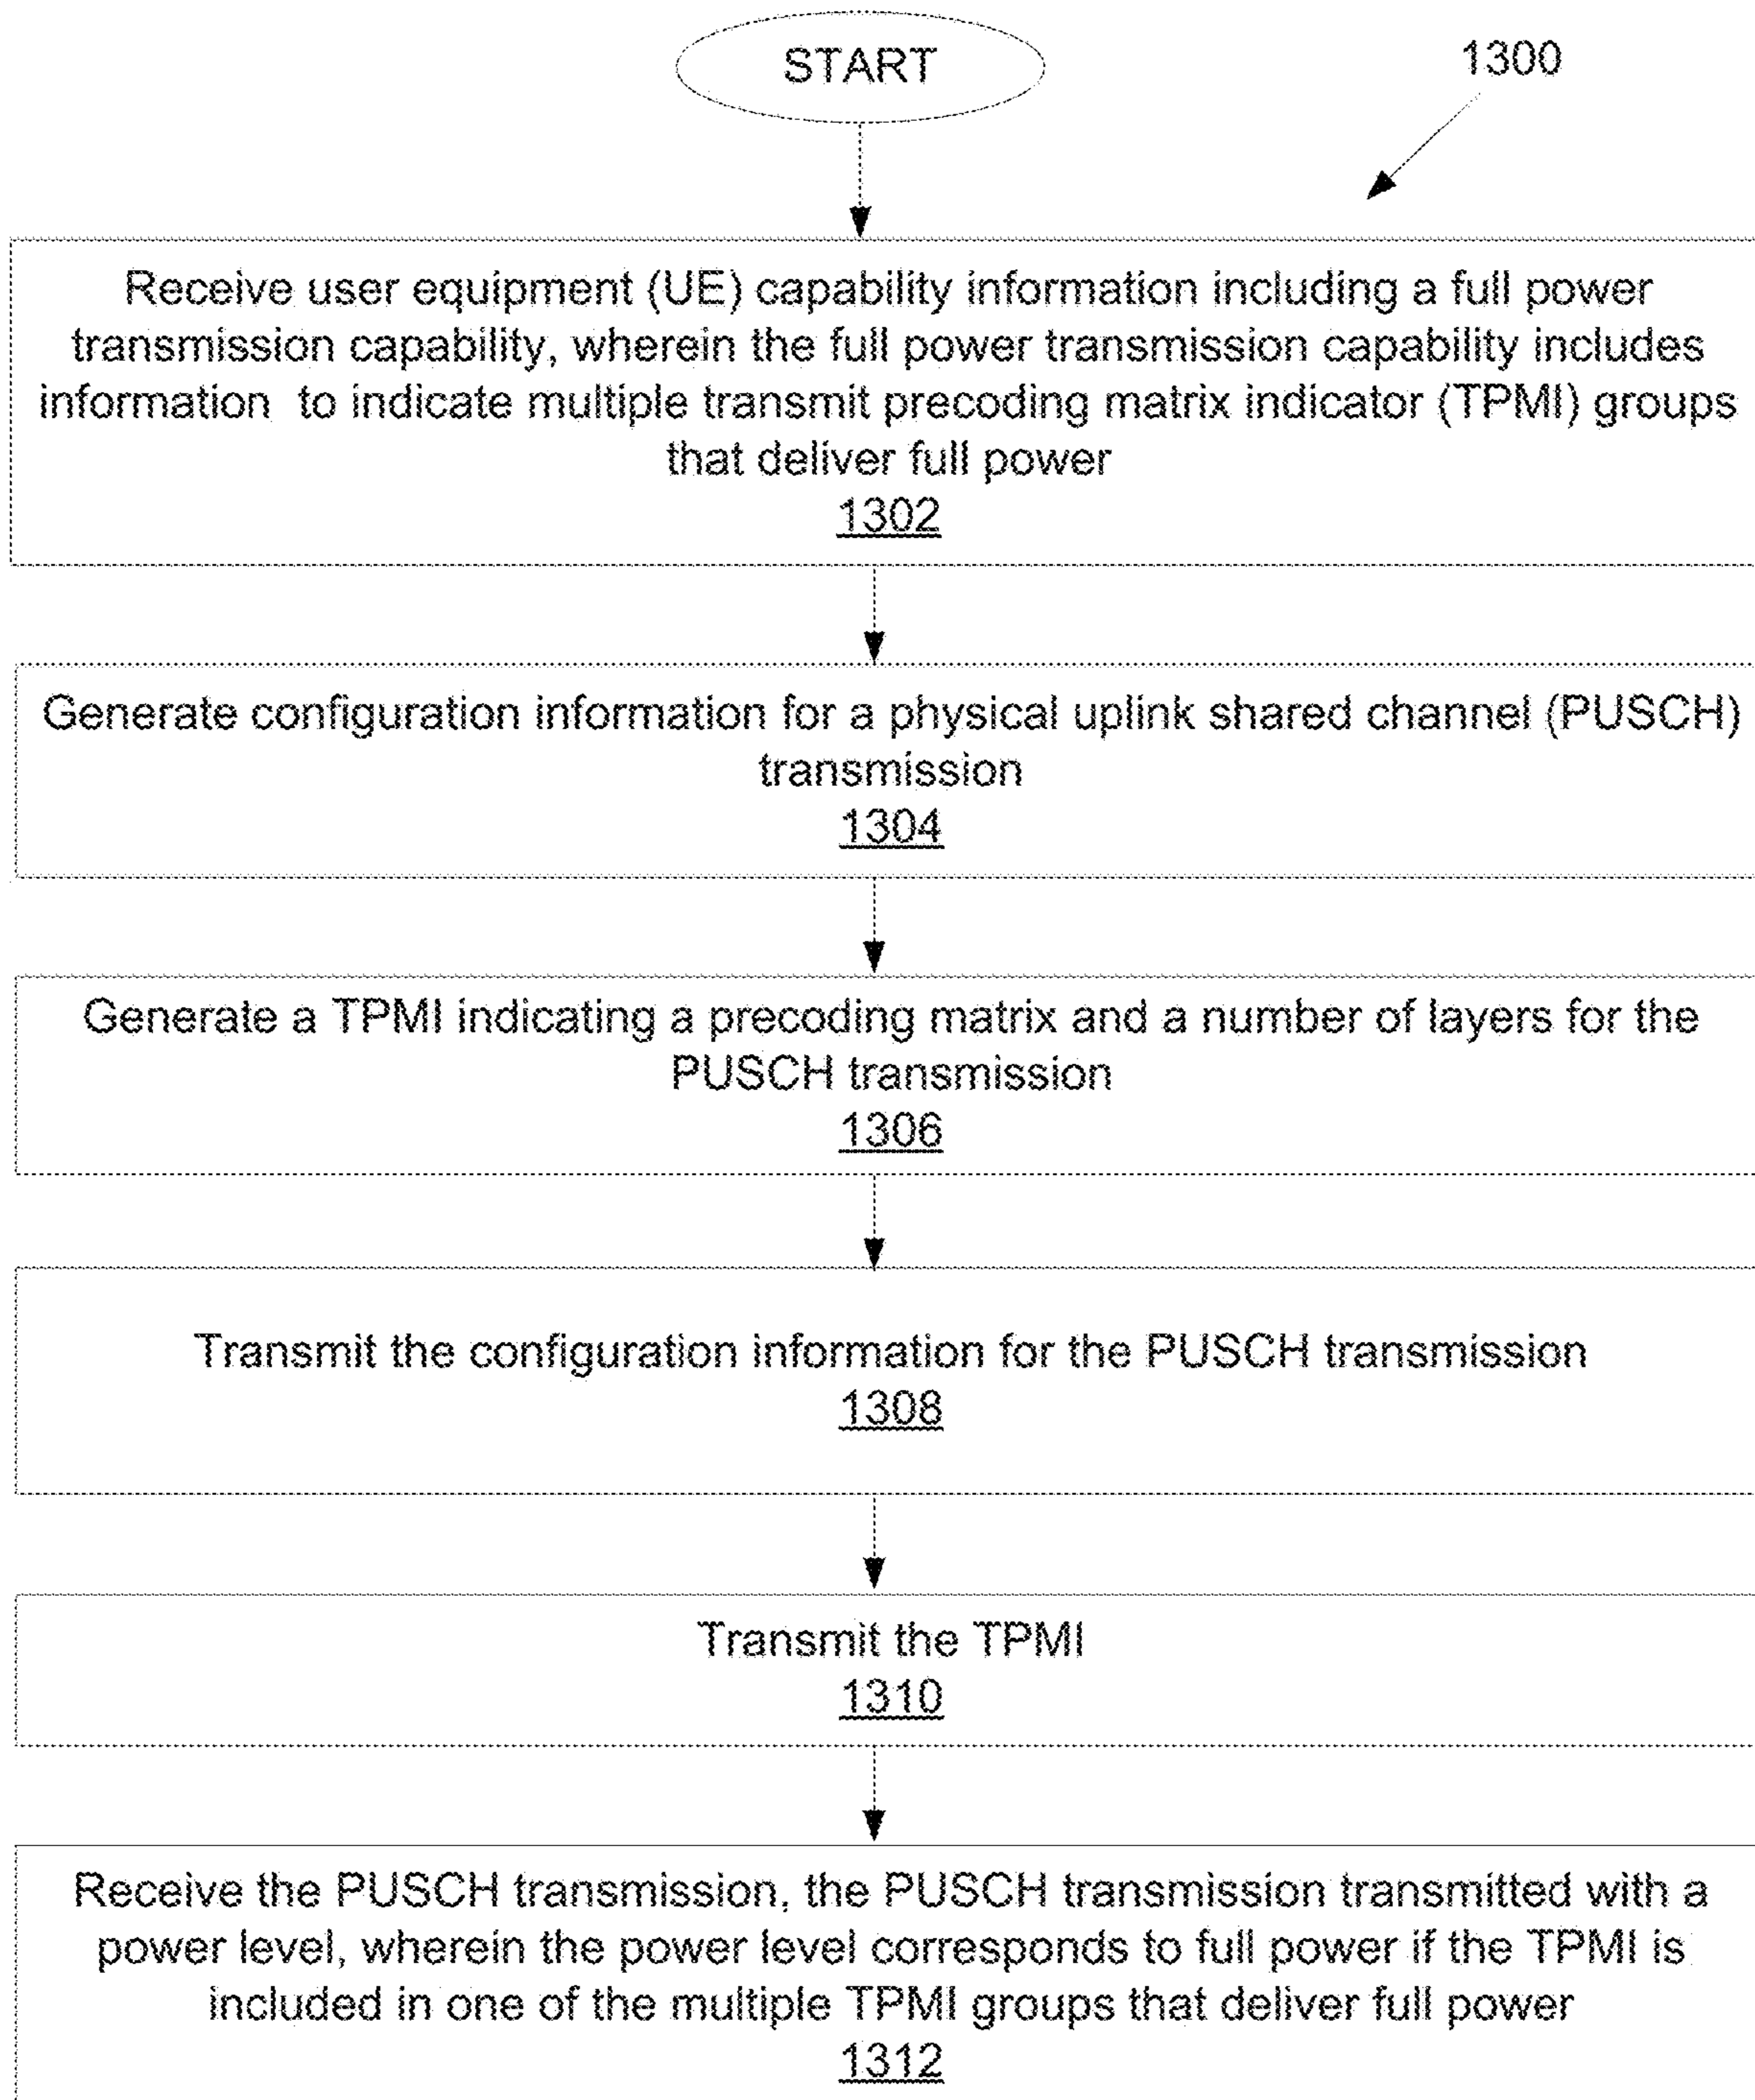 START
1300
Receive user equipment (UE) capability information including a full power
transmission capability, wherein the full power transmission capability includes
information to indicate multiple transmit precoding matrix indicator (TPMI) groups
that deliver full power
1302
Generate configuration information for a physical uplink shared channel (PUSCH)
transmission
1304
Generate a TPMI indicating a precoding matrix and a number of layers for the
PUSCH transmission
1306
Transmit the configuration information for the PUSCH transmission
1308
Transmit the TPMI
1310
Receive the PUSCH transmission, the PUSCH transmission transmitted with a
power level, wherein the power level corresponds to full power if the TPMI is
included in one of the multiple TPMI groups that deliver full power
1312